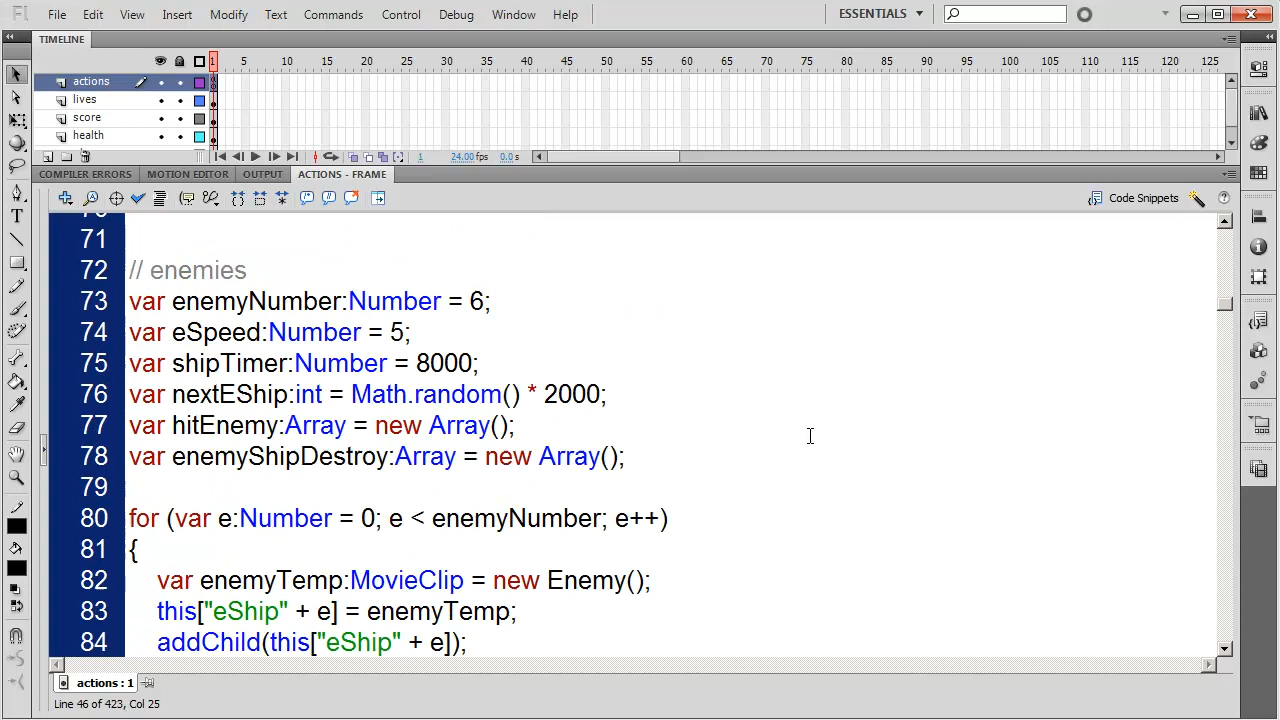 Fl File Edit View Insert Modify Text Commands Control Debug Window Help ESSENTIALS
TIMELINE
1 5 10 15 20 25 30 35 40 45 50 55 60 65 70 75 80 85 90 95 100 105 110 115 120 125
actions
lives
score
health
1 24.00 fps 0.0 s
COMPILER ERRORS MOTION EDITOR OUTPUT ACTIONS - FRAME
Code Snippets
71
72 // enemies
73 var enemyNumber:Number = 6;
74 var eSpeed:Number = 5;
75 var shipTimer:Number = 8000;
76 var nextEShip:int = Math.random() * 2000;
77 var hitEnemy:Array = new Array();
78 var enemyShipDestroy:Array = new Array();
79
80 for (var e:Number = 0; e < enemyNumber; e++)
81 {
82 var enemyTemp:MovieClip = new Enemy();
83 this["eShip" + e] = enemyTemp;
84 addChild(this["eShip" + e]);
actions : 1
Line 46 of 423, Col 25